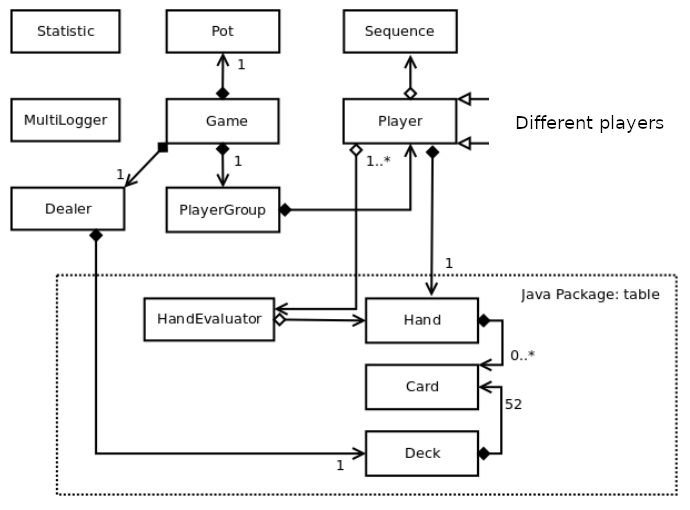 Statistic
Pot
Sequence
1
MultiLogger
Game
Player
Different players
1
1
1..*
Dealer
PlayerGroup
1
Java Package: table
HandEvaluator
Hand
0..*
Card
52
Deck
1